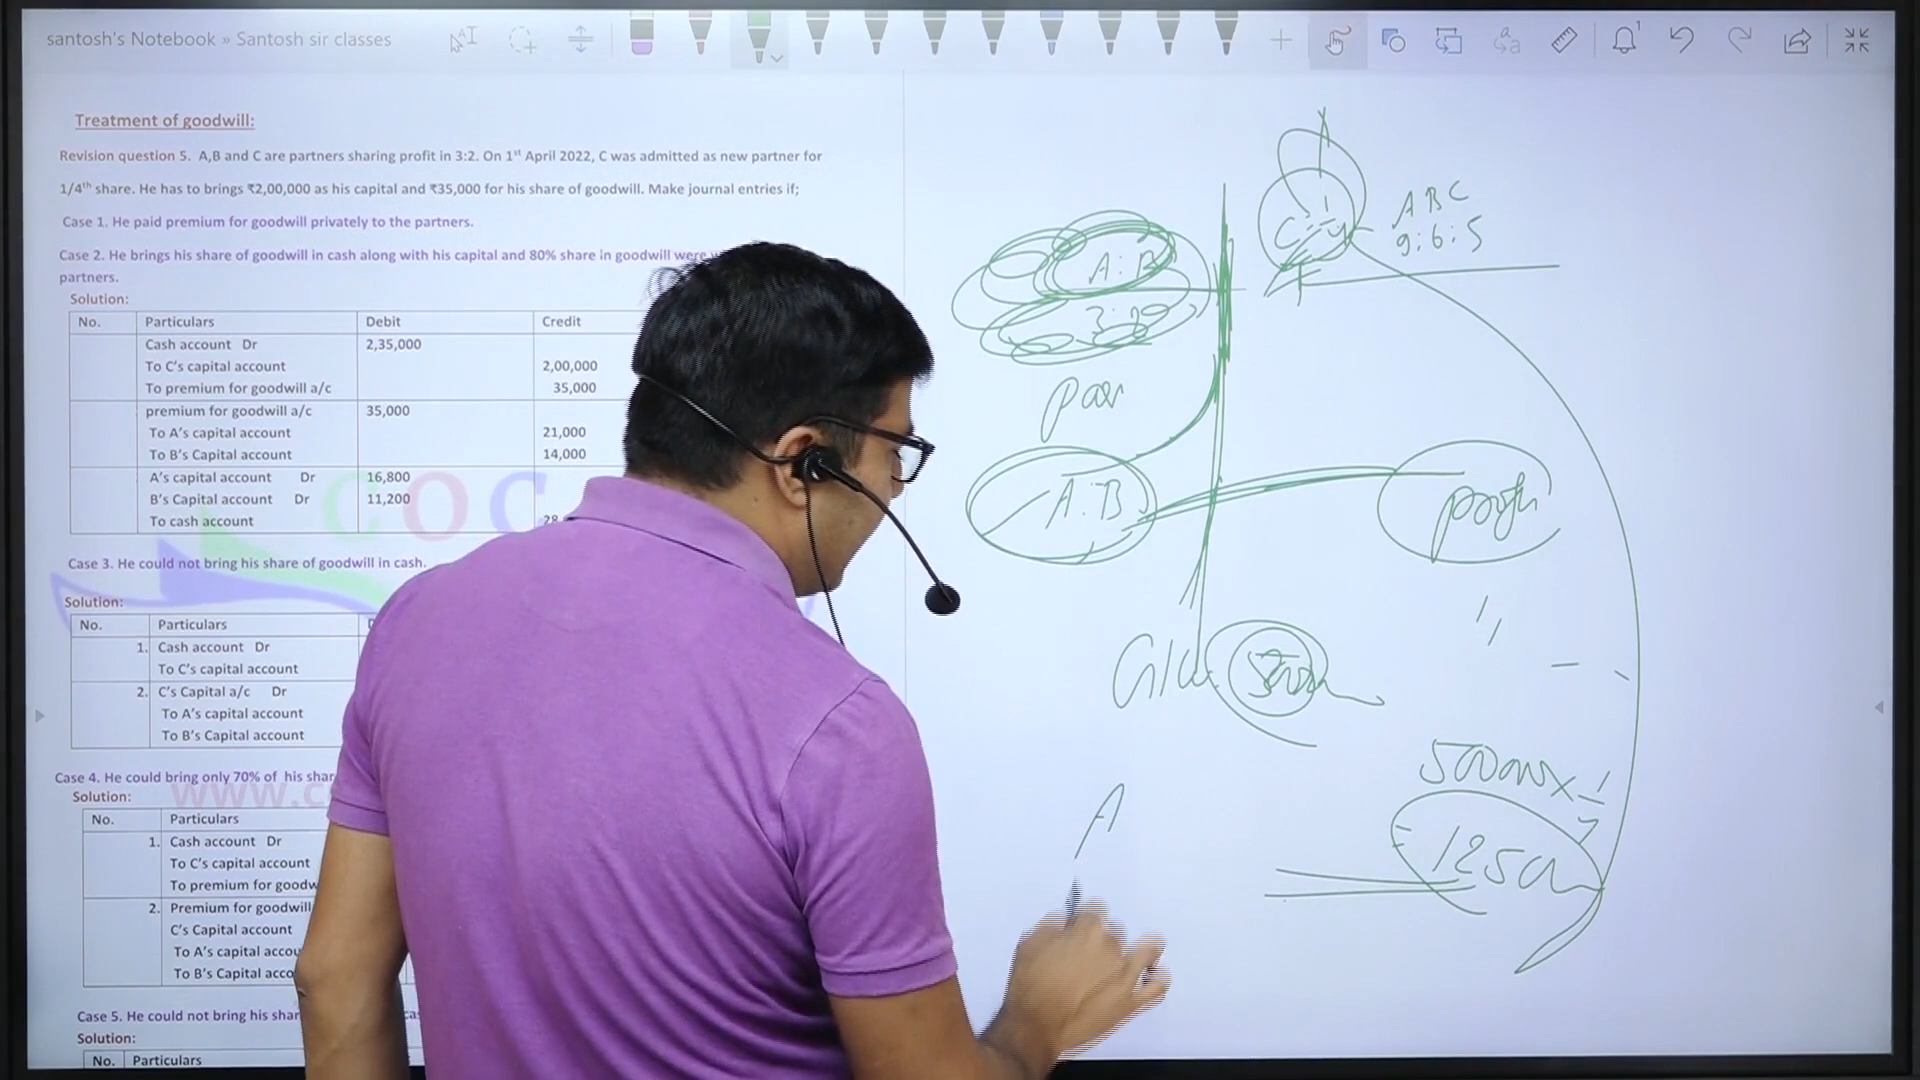 santosh's Notebook » Santosh sir classes
Treatment of goodwill:
Revision question 5. A,B and C are partners sharing profit in 3:2. On 1st April 2022, C was admitted as new partner for
1/4th share. He has to brings ₹2,00,000 as his capital and ₹35,000 for his share of goodwill. Make journal entries if;
Case 1. He paid premium for goodwill privately to the partners.
Case 2. He brings his share of goodwill in cash along with his capital and 80% share in goodwill were
partners.
Solution:
No. Particulars Debit Credit
Cash account Dr 2,35,000
To C's capital account 2,00,000
To premium for goodwill a/c 35,000
premium for goodwill a/c 35,000
To A's capital account 21,000
To B's Capital account 14,000
A's capital account Dr 16,800
B's Capital account Dr 11,200
To cash account 28
Case 3. He could not bring his share of goodwill in cash.
Solution:
No. Particulars
1. Cash account Dr
To C's capital account
2. C's Capital a/c Dr
To A's capital account
To B's Capital account
Case 4. He could bring only 70% of his shar
Solution:
No. Particulars
1. Cash account Dr
To C's capital account
To premium for goodw
2. Premium for goodwill
C's Capital account
To A's capital accou
To B's Capital acco
Case 5. He could not bring his shar
Solution:
No. Particulars
COC
www.c
A B C
9:6:5
A:B
A:B
A